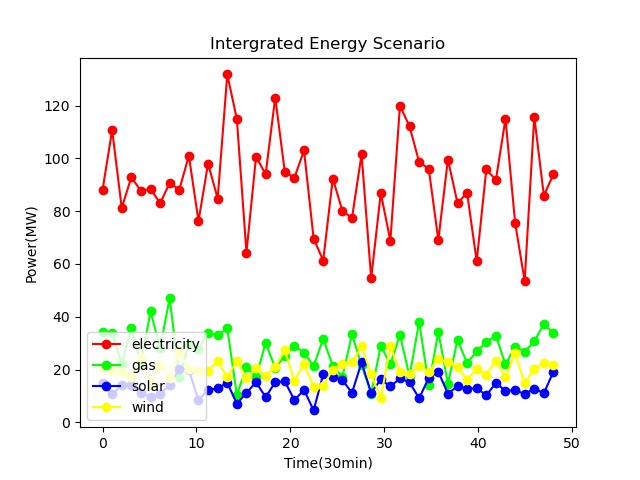 Intergrated Energy Scenario
Power(MW)
120
100
80
60
40
20
0
electricity
gas
solar
wind
0 10 20 30 40 50
Time(30min)